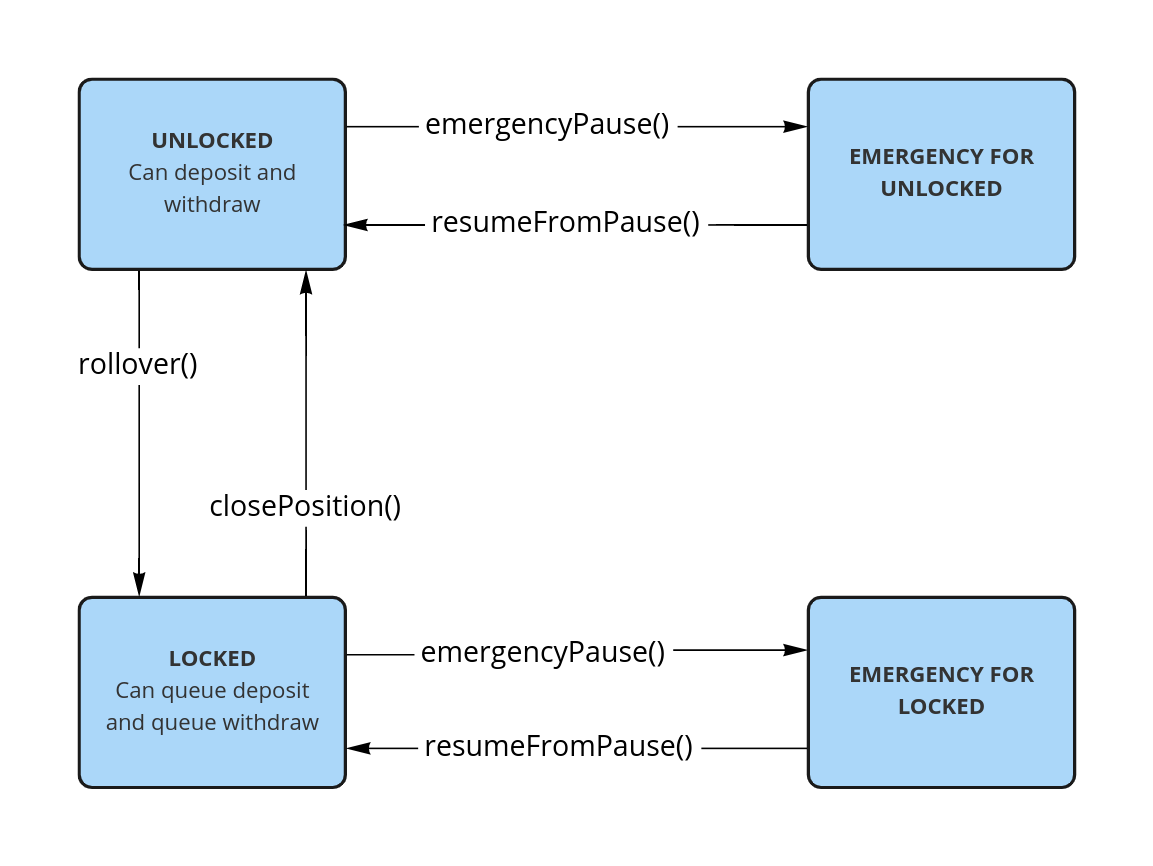 UNLOCKED
Can deposit and
withdraw
emergencyPause()
resumeFromPause()
EMERGENCY FOR
UNLOCKED
rollover()
closePosition()
LOCKED
Can queue deposit
and queue withdraw
emergencyPause()
resumeFromPause()
EMERGENCY FOR
LOCKED